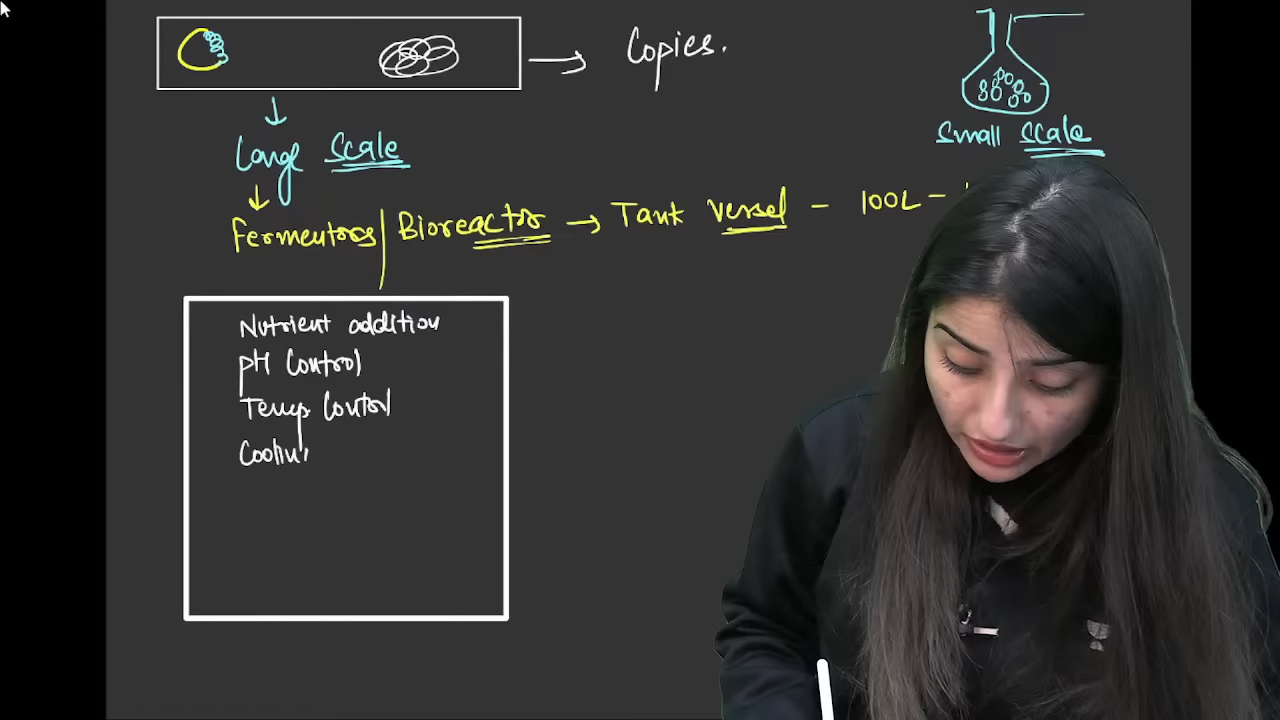 Copies.
Small scale
Large Scale
Fermentors | Bioreactor → Tank vessel - 100L -
Nutrient addition
pH Control
Temp Control